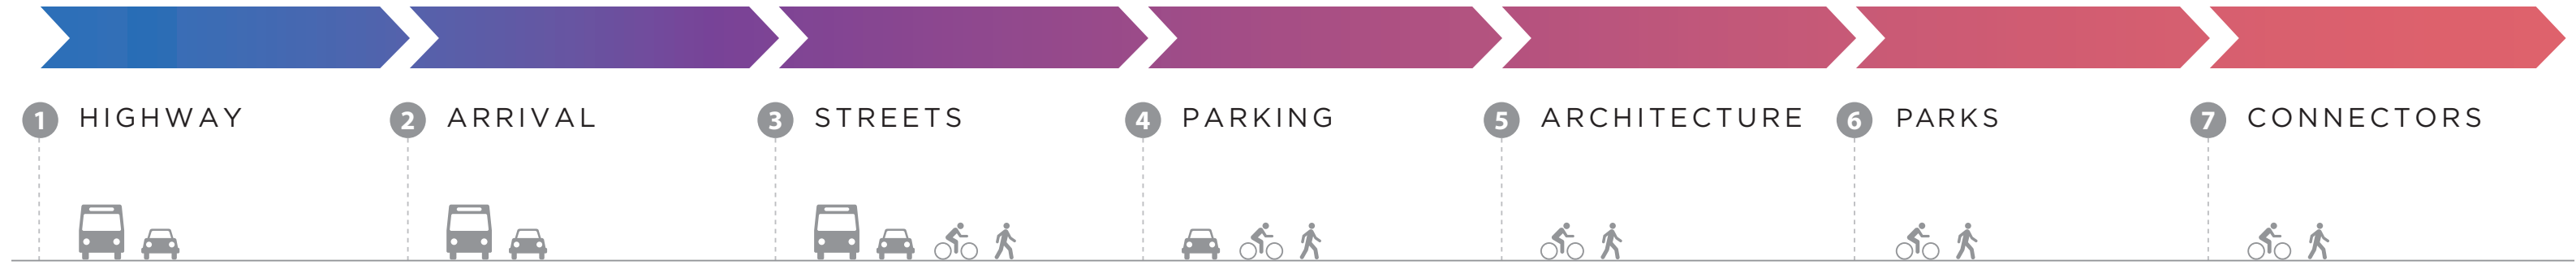 1 HIGHWAY
2 ARRIVAL
3 STREETS
4 PARKING
5 ARCHITECTURE
6 PARKS
7 CONNECTORS